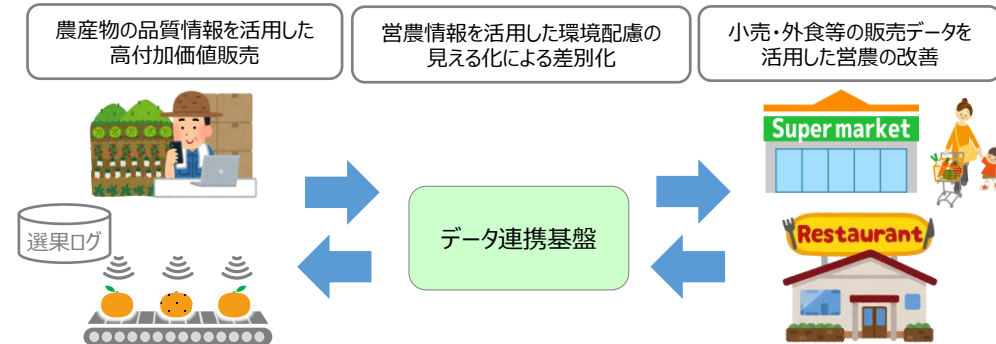 農産物の品質情報を活用した
高付加価値販売
営農情報を活用した環境配慮の
見える化による差別化
小売・外食等の販売データを
活用した営農の改善
Super market
選果ログ
データ連携基盤
Restaurant